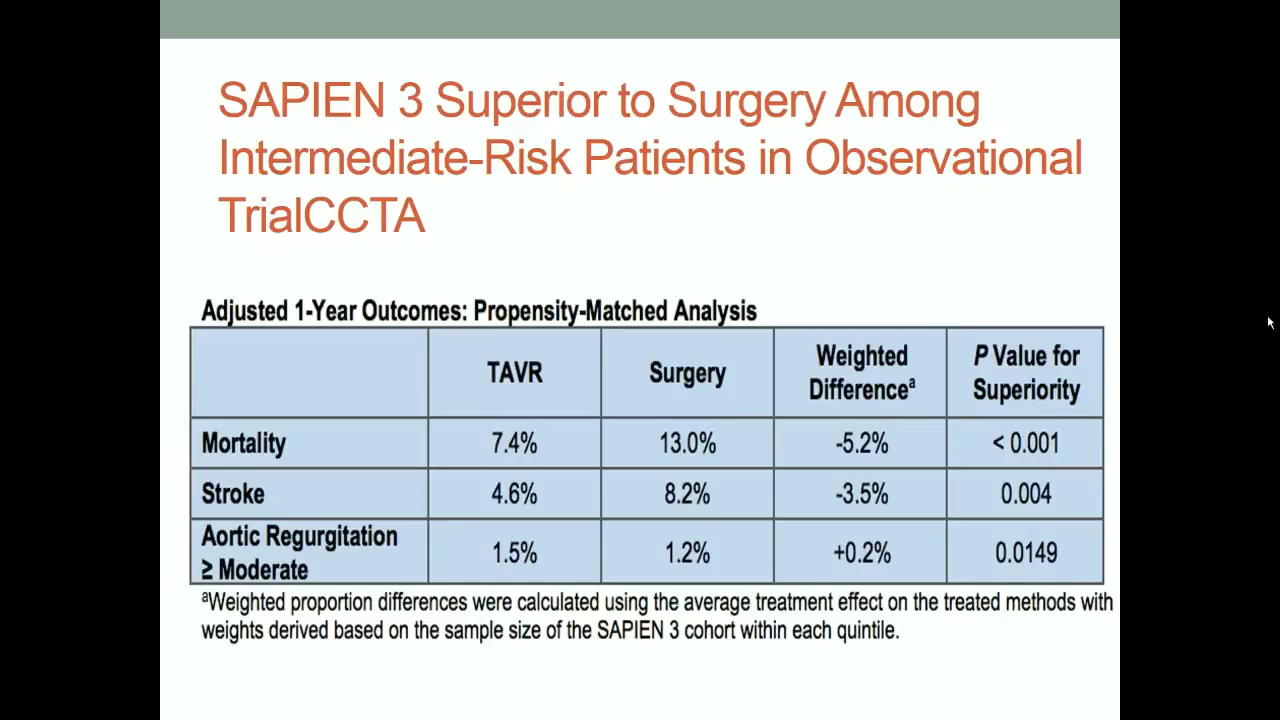 SAPIEN 3 Superior to Surgery Among
Intermediate-Risk Patients in Observational
TrialCCTA
Adjusted 1-Year Outcomes: Propensity-Matched Analysis
TAVR Surgery Weighted Differenceª P Value for Superiority
Mortality 7.4% 13.0% -5.2% < 0.001
Stroke 4.6% 8.2% -3.5% 0.004
Aortic Regurgitation ≥ Moderate 1.5% 1.2% +0.2% 0.0149
ªWeighted proportion differences were calculated using the average treatment effect on the treated methods with
weights derived based on the sample size of the SAPIEN 3 cohort within each quintile.